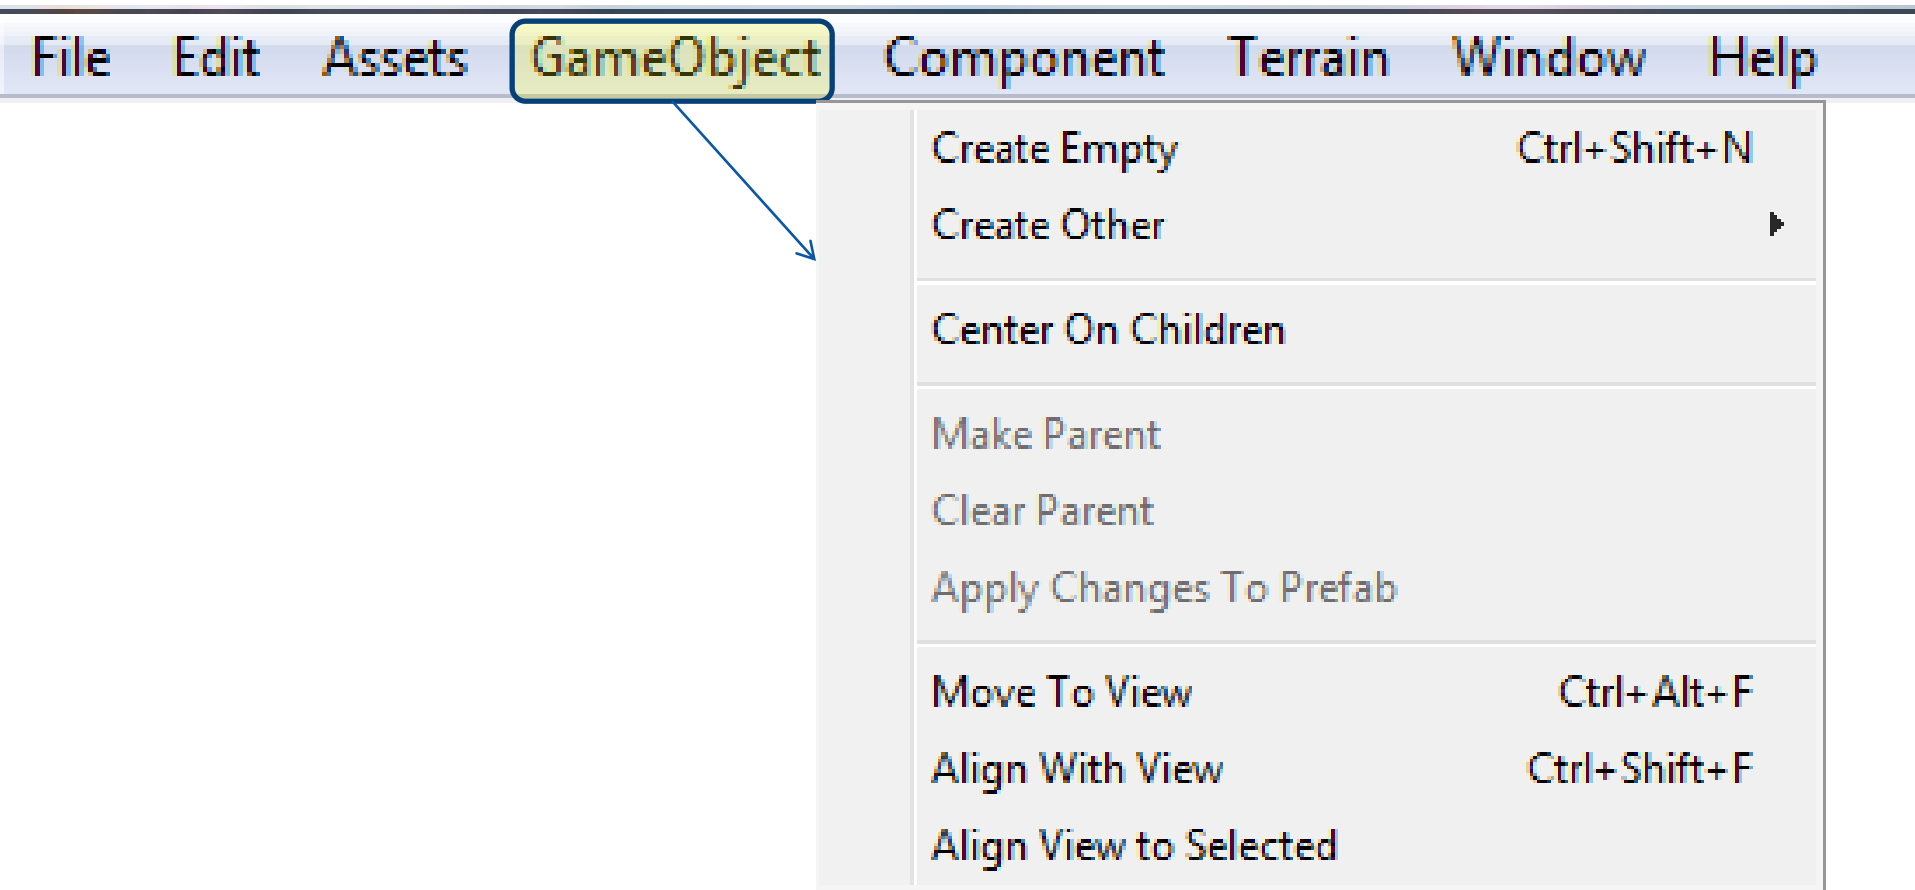 File Edit Assets GameObject Component Terrain Window Help
Create Empty Ctrl+Shift+N
Create Other
Center On Children
Make Parent
Clear Parent
Apply Changes To Prefab
Move To View Ctrl+Alt+F
Align With View Ctrl+Shift+F
Align View to Selected